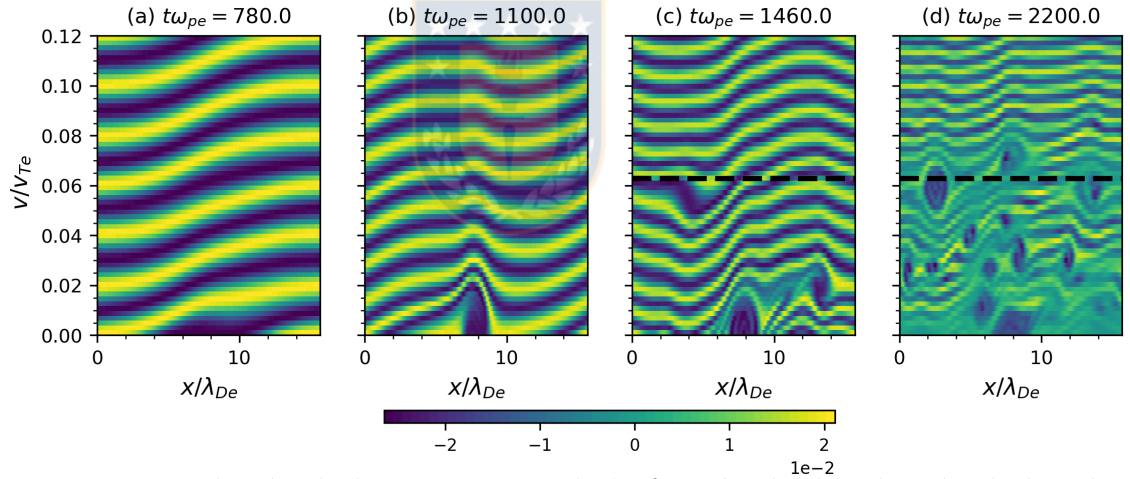 (a) tω_pe = 780.0 (b) tω_pe = 1100.0 (c) tω_pe = 1460.0 (d) tω_pe = 2200.0
0.12
0.10
0.08
0.06
0.04
0.02
0.00
v/v_Te
0 10 0 10 0 10 0 10
x/λ_De x/λ_De x/λ_De x/λ_De
−2 −1 0 1 2
1e−2